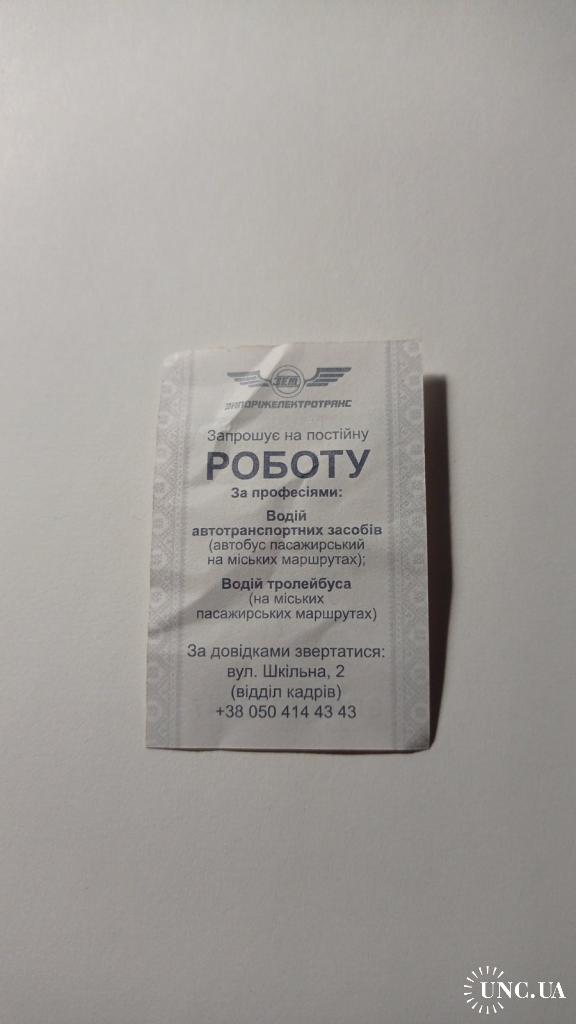 ЗЕМ
ЗАПОРІЖЕЛЕКТРОТРАНС
Запрошує на постійну
РОБОТУ
За професіями:
Водій
автотранспортних засобів
(автобус пасажирський
на міських маршрутах);
Водій тролейбуса
(на міських
пасажирських маршрутах)
За довідками звертатися:
вул. Шкільна, 2
(відділ кадрів)
+38 050 414 43 43
UNC.UA